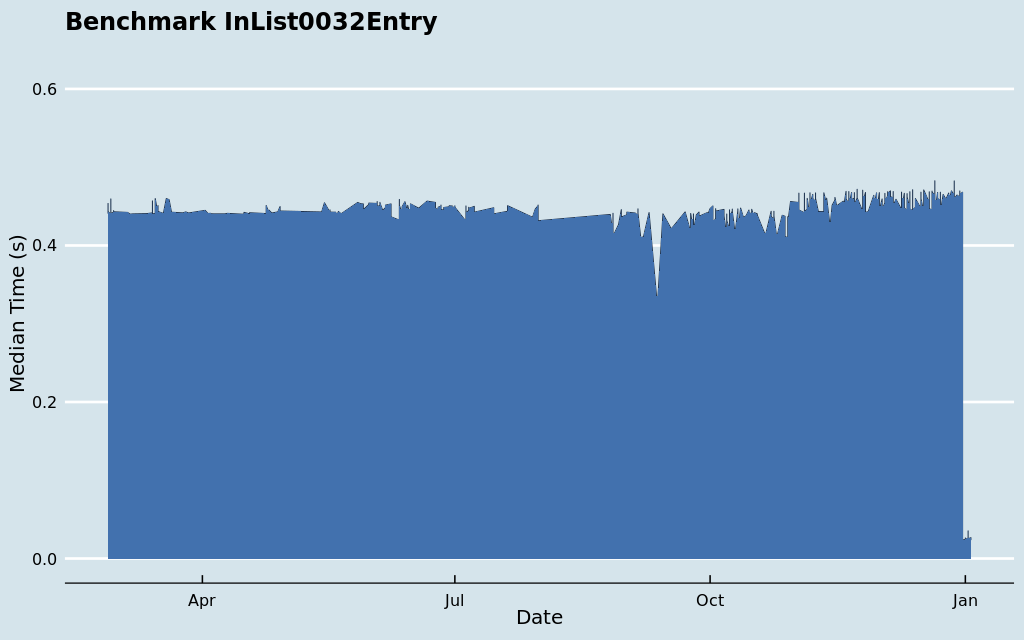 Benchmark InList0032Entry
0.6
0.4
0.2
0.0
Median Time (s)
Apr
Jul
Oct
Jan
Date